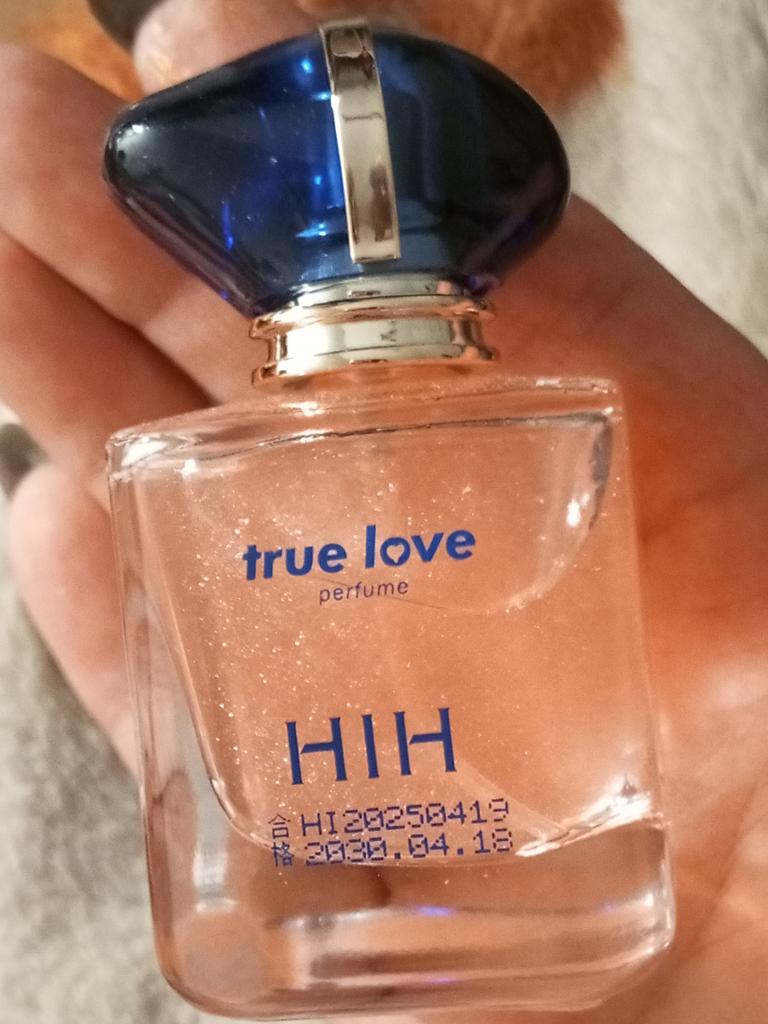 true love
perfume
HIH
合 HI20250419
格 2030.04.18